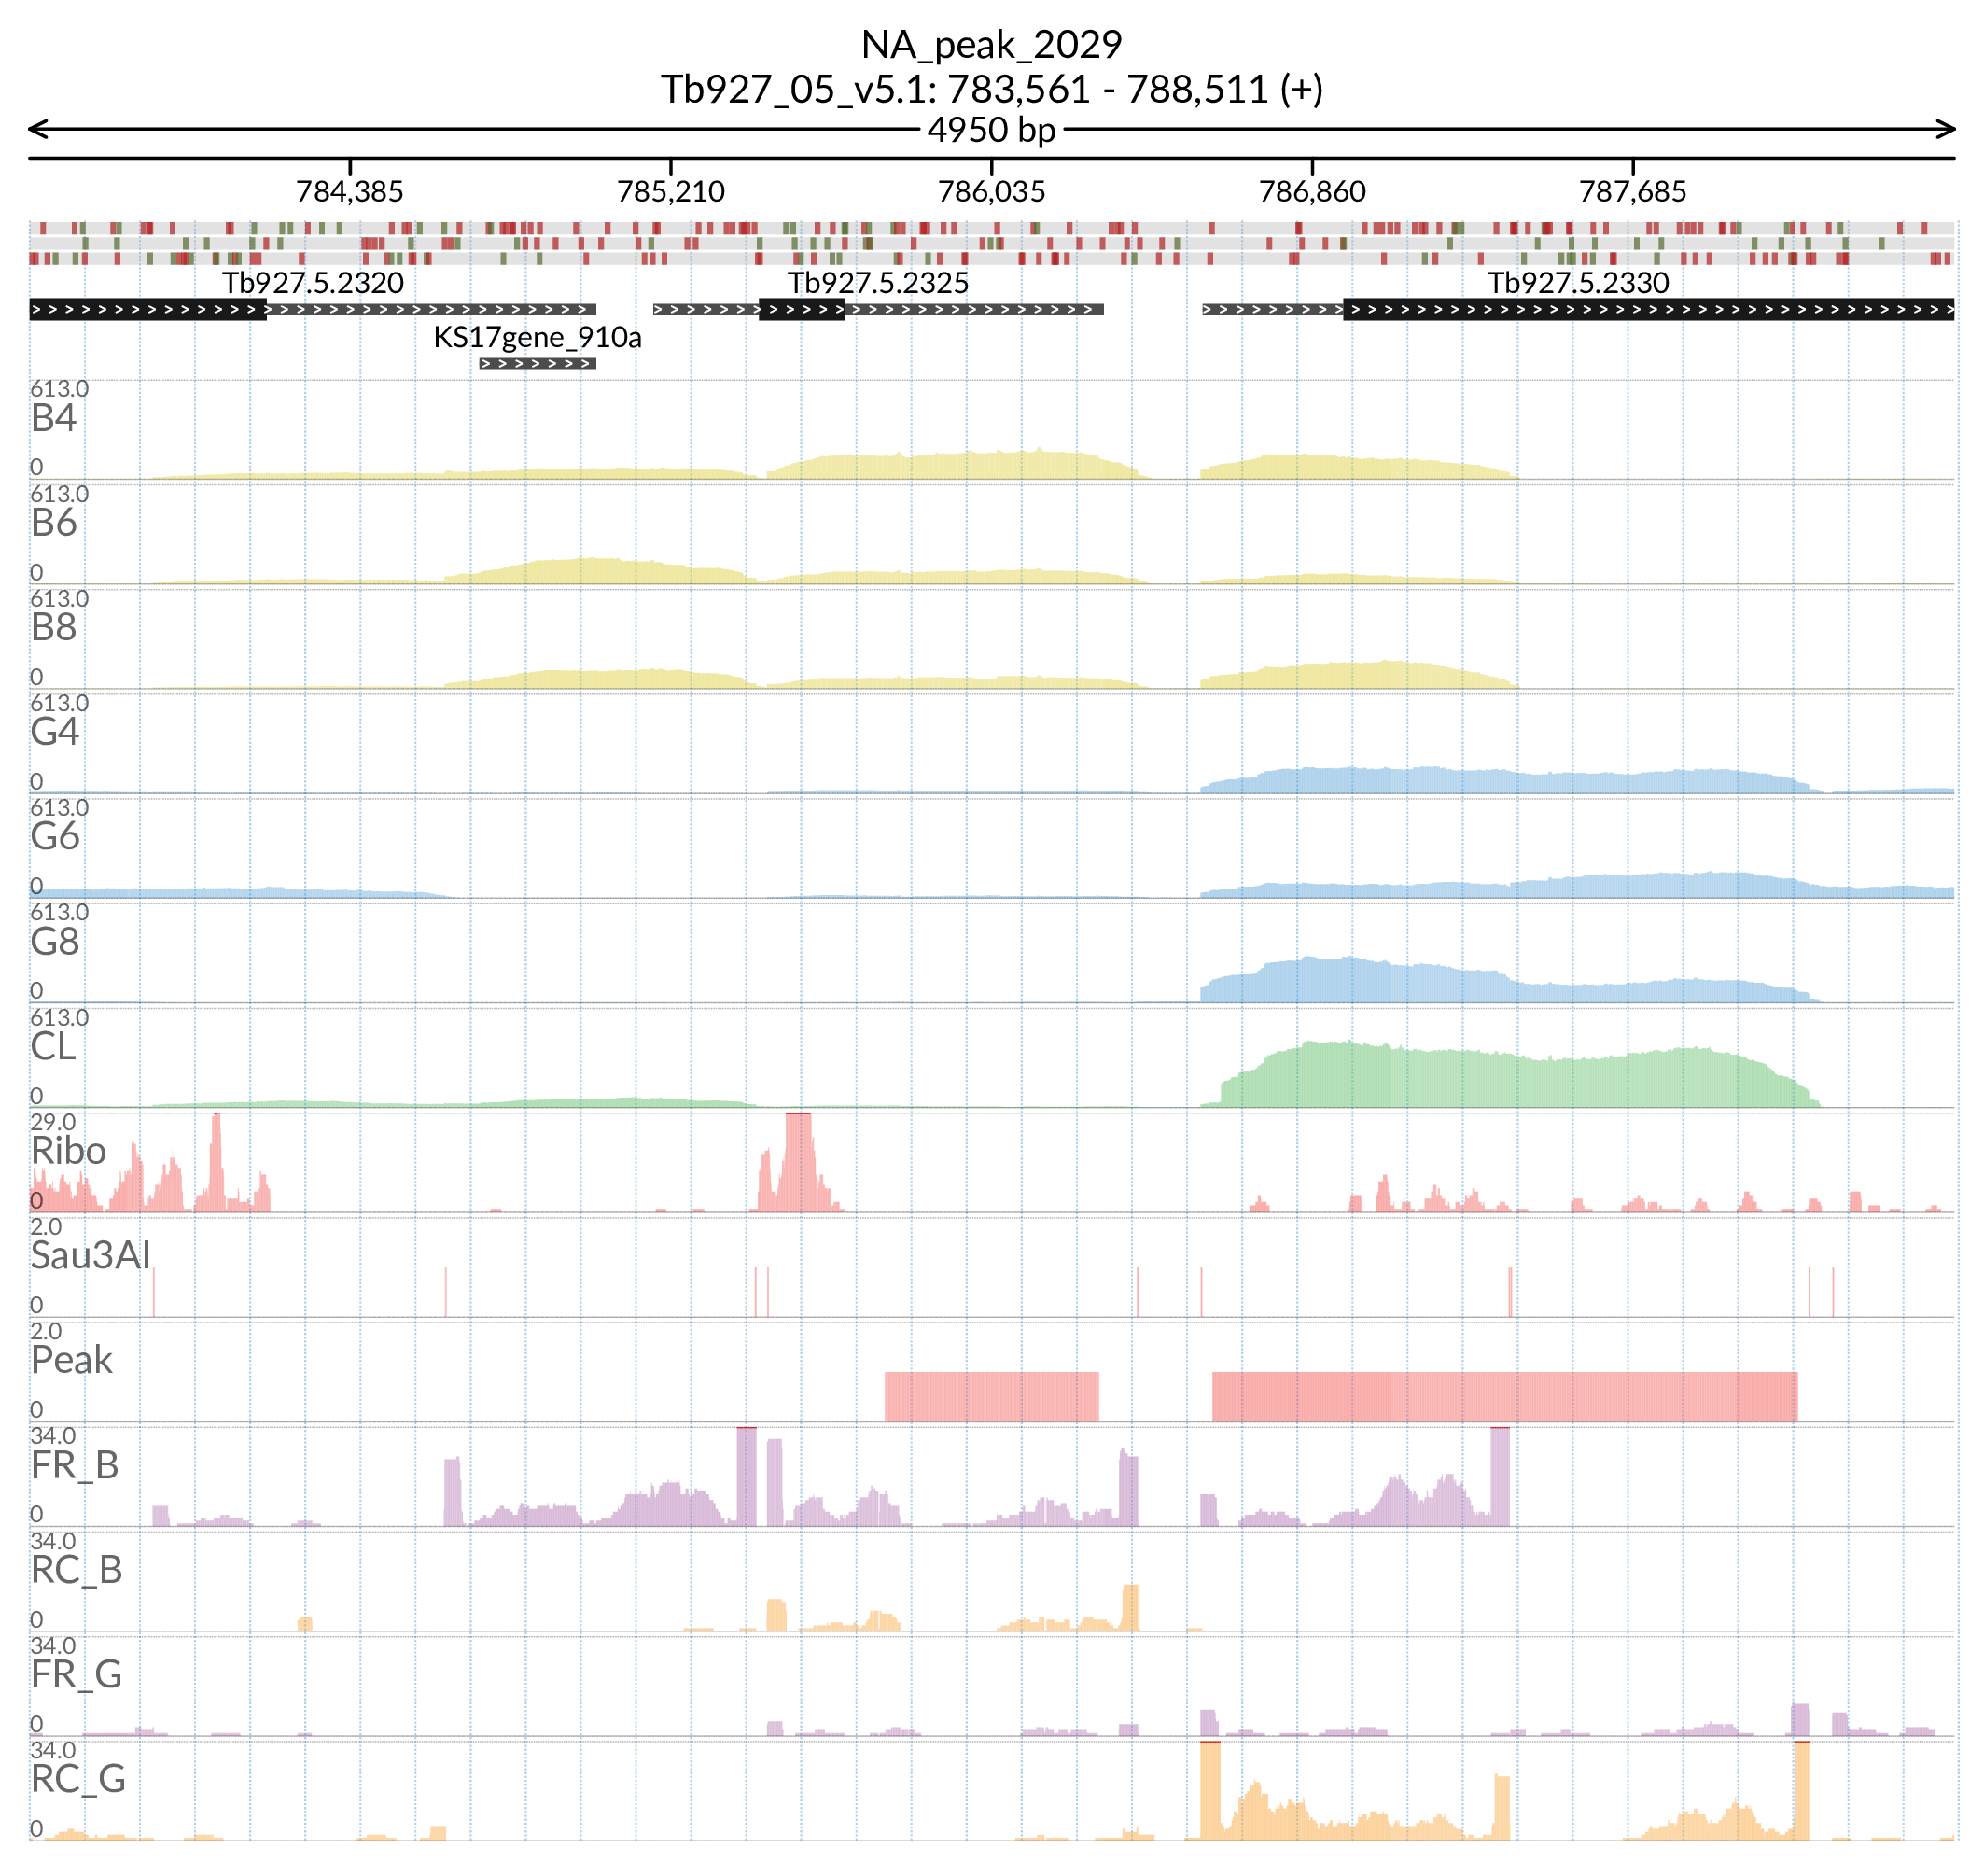 NA_peak_2029
Tb927_05_v5.1: 783,561 - 788,511 (+)
4950 bp
784,385 785,210 786,035 786,860 787,685
Tb927.5.2320 Tb927.5.2325 Tb927.5.2330
KS17gene_910a
613.0
B4
0
613.0
B6
0
613.0
B8
0
613.0
G4
0
613.0
G6
0
613.0
G8
0
613.0
CL
0
29.0
Ribo
0
2.0
Sau3AI
0
2.0
Peak
0
34.0
FR_B
0
34.0
RC_B
0
34.0
FR_G
0
34.0
RC_G
0